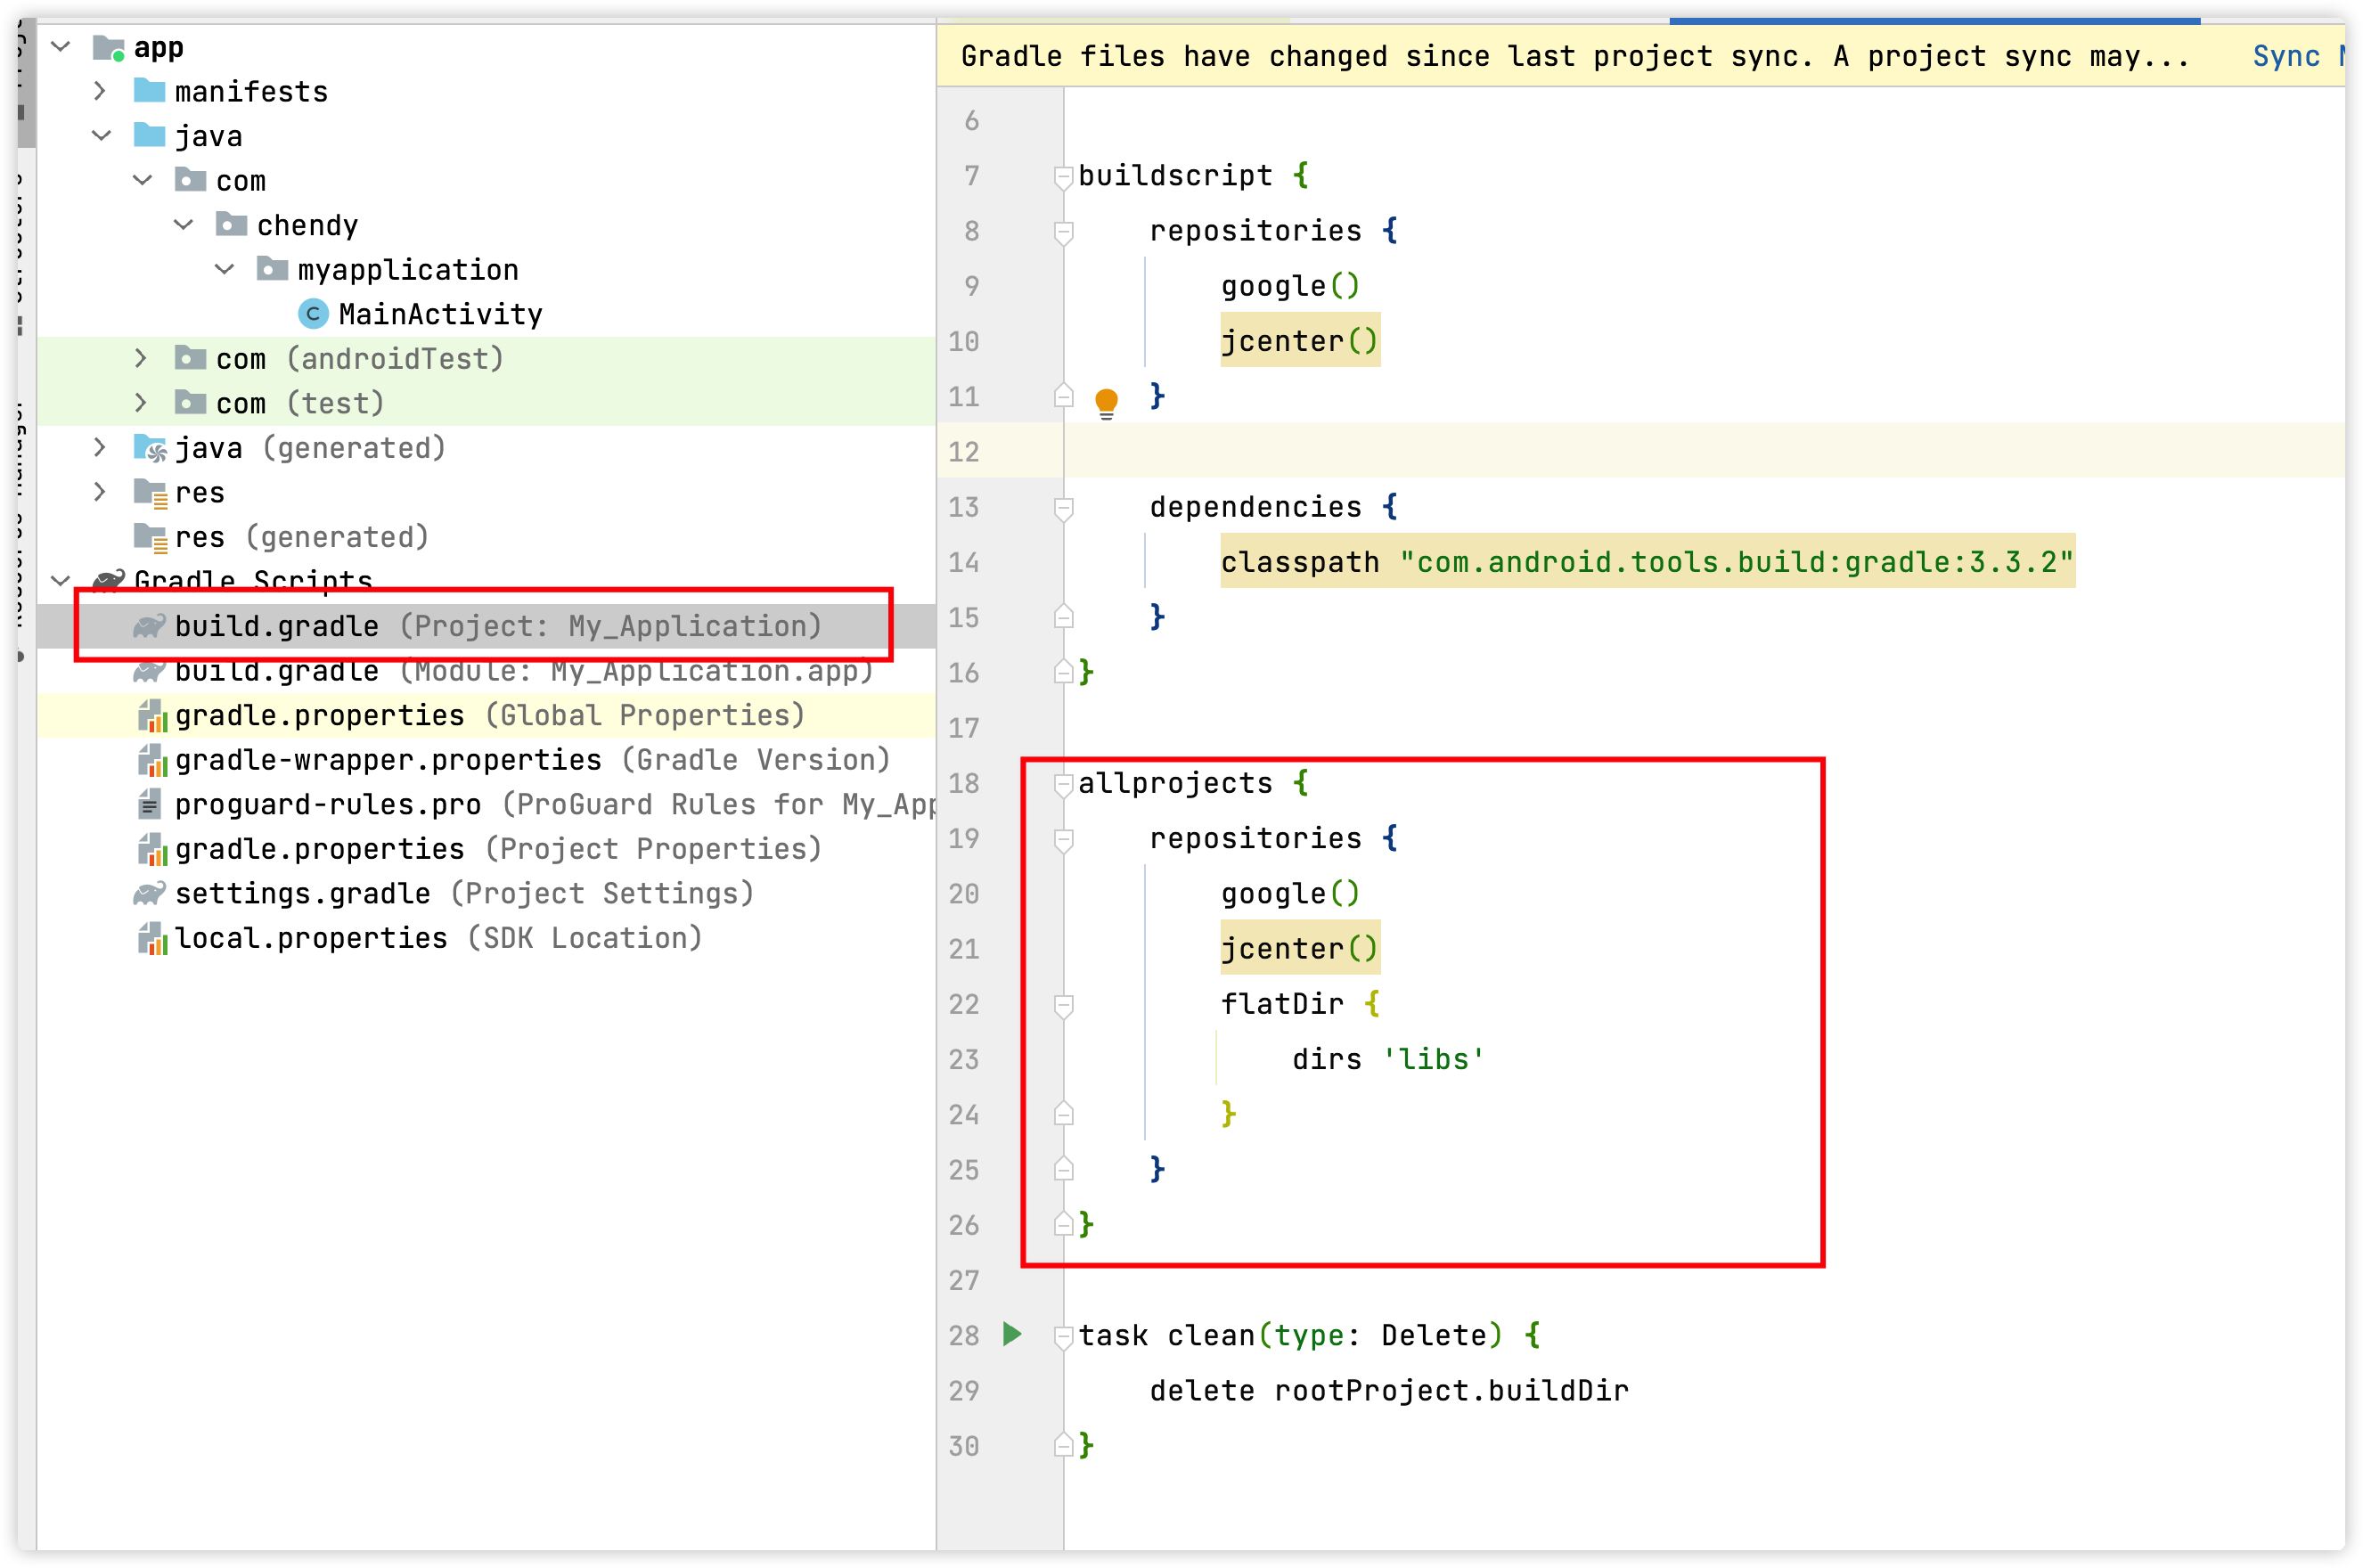 app
manifests
java
com
chendy
myapplication
MainActivity
com (androidTest)
com (test)
java (generated)
res
res (generated)
Gradle Scripts
build.gradle (Project: My_Application)
build.gradle (Module: My_Application.app)
gradle.properties (Global Properties)
gradle-wrapper.properties (Gradle Version)
proguard-rules.pro (ProGuard Rules for My_App
gradle.properties (Project Properties)
settings.gradle (Project Settings)
local.properties (SDK Location)
Gradle files have changed since last project sync. A project sync may... Sync
6
7 buildscript {
8 repositories {
9 google()
10 jcenter()
11 }
12
13 dependencies {
14 classpath "com.android.tools.build:gradle:3.3.2"
15 }
16 }
17
18 allprojects {
19 repositories {
20 google()
21 jcenter()
22 flatDir {
23 dirs 'libs'
24 }
25 }
26 }
27
28 task clean(type: Delete) {
29 delete rootProject.buildDir
30 }